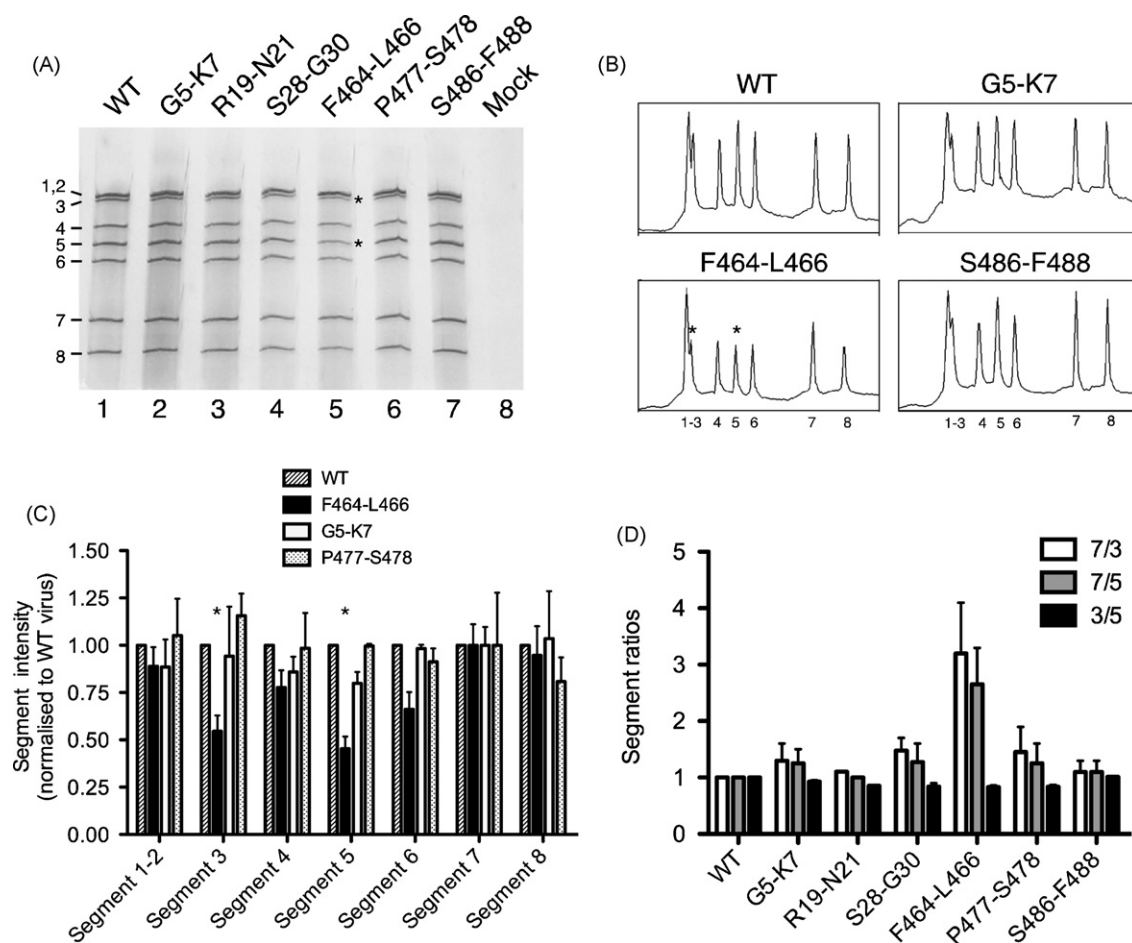 (A)
WT
G5-K7
R19-N21
S28-G30
F464-L466
P477-S478
S486-F488
Mock
1,2
3
4
5
6
7
8
*
*
1 2 3 4 5 6 7 8
(B)
WT G5-K7
F464-L466 S486-F488
* *
1-3 4 5 6 7 8
1-3 4 5 6 7 8
(C)
WT
F464-L466
G5-K7
P477-S478
Segment intensity
(normalised to WT virus)
1.50
1.25
1.00
0.75
0.50
0.25
0.00
* *
Segment 1-2
Segment 3
Segment 4
Segment 5
Segment 6
Segment 7
Segment 8
(D)
7/3
7/5
3/5
Segment ratios
5
4
3
2
1
0
WT
G5-K7
R19-N21
S28-G30
F464-L466
P477-S478
S486-F488